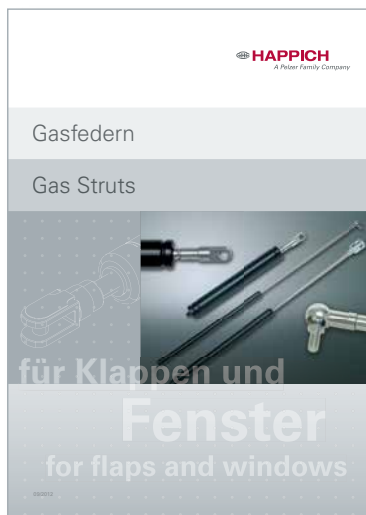 HAPPICH
A Pelzer Family Company
Gasfedern
Gas Struts
für Klappen und
Fenster
for flaps and windows